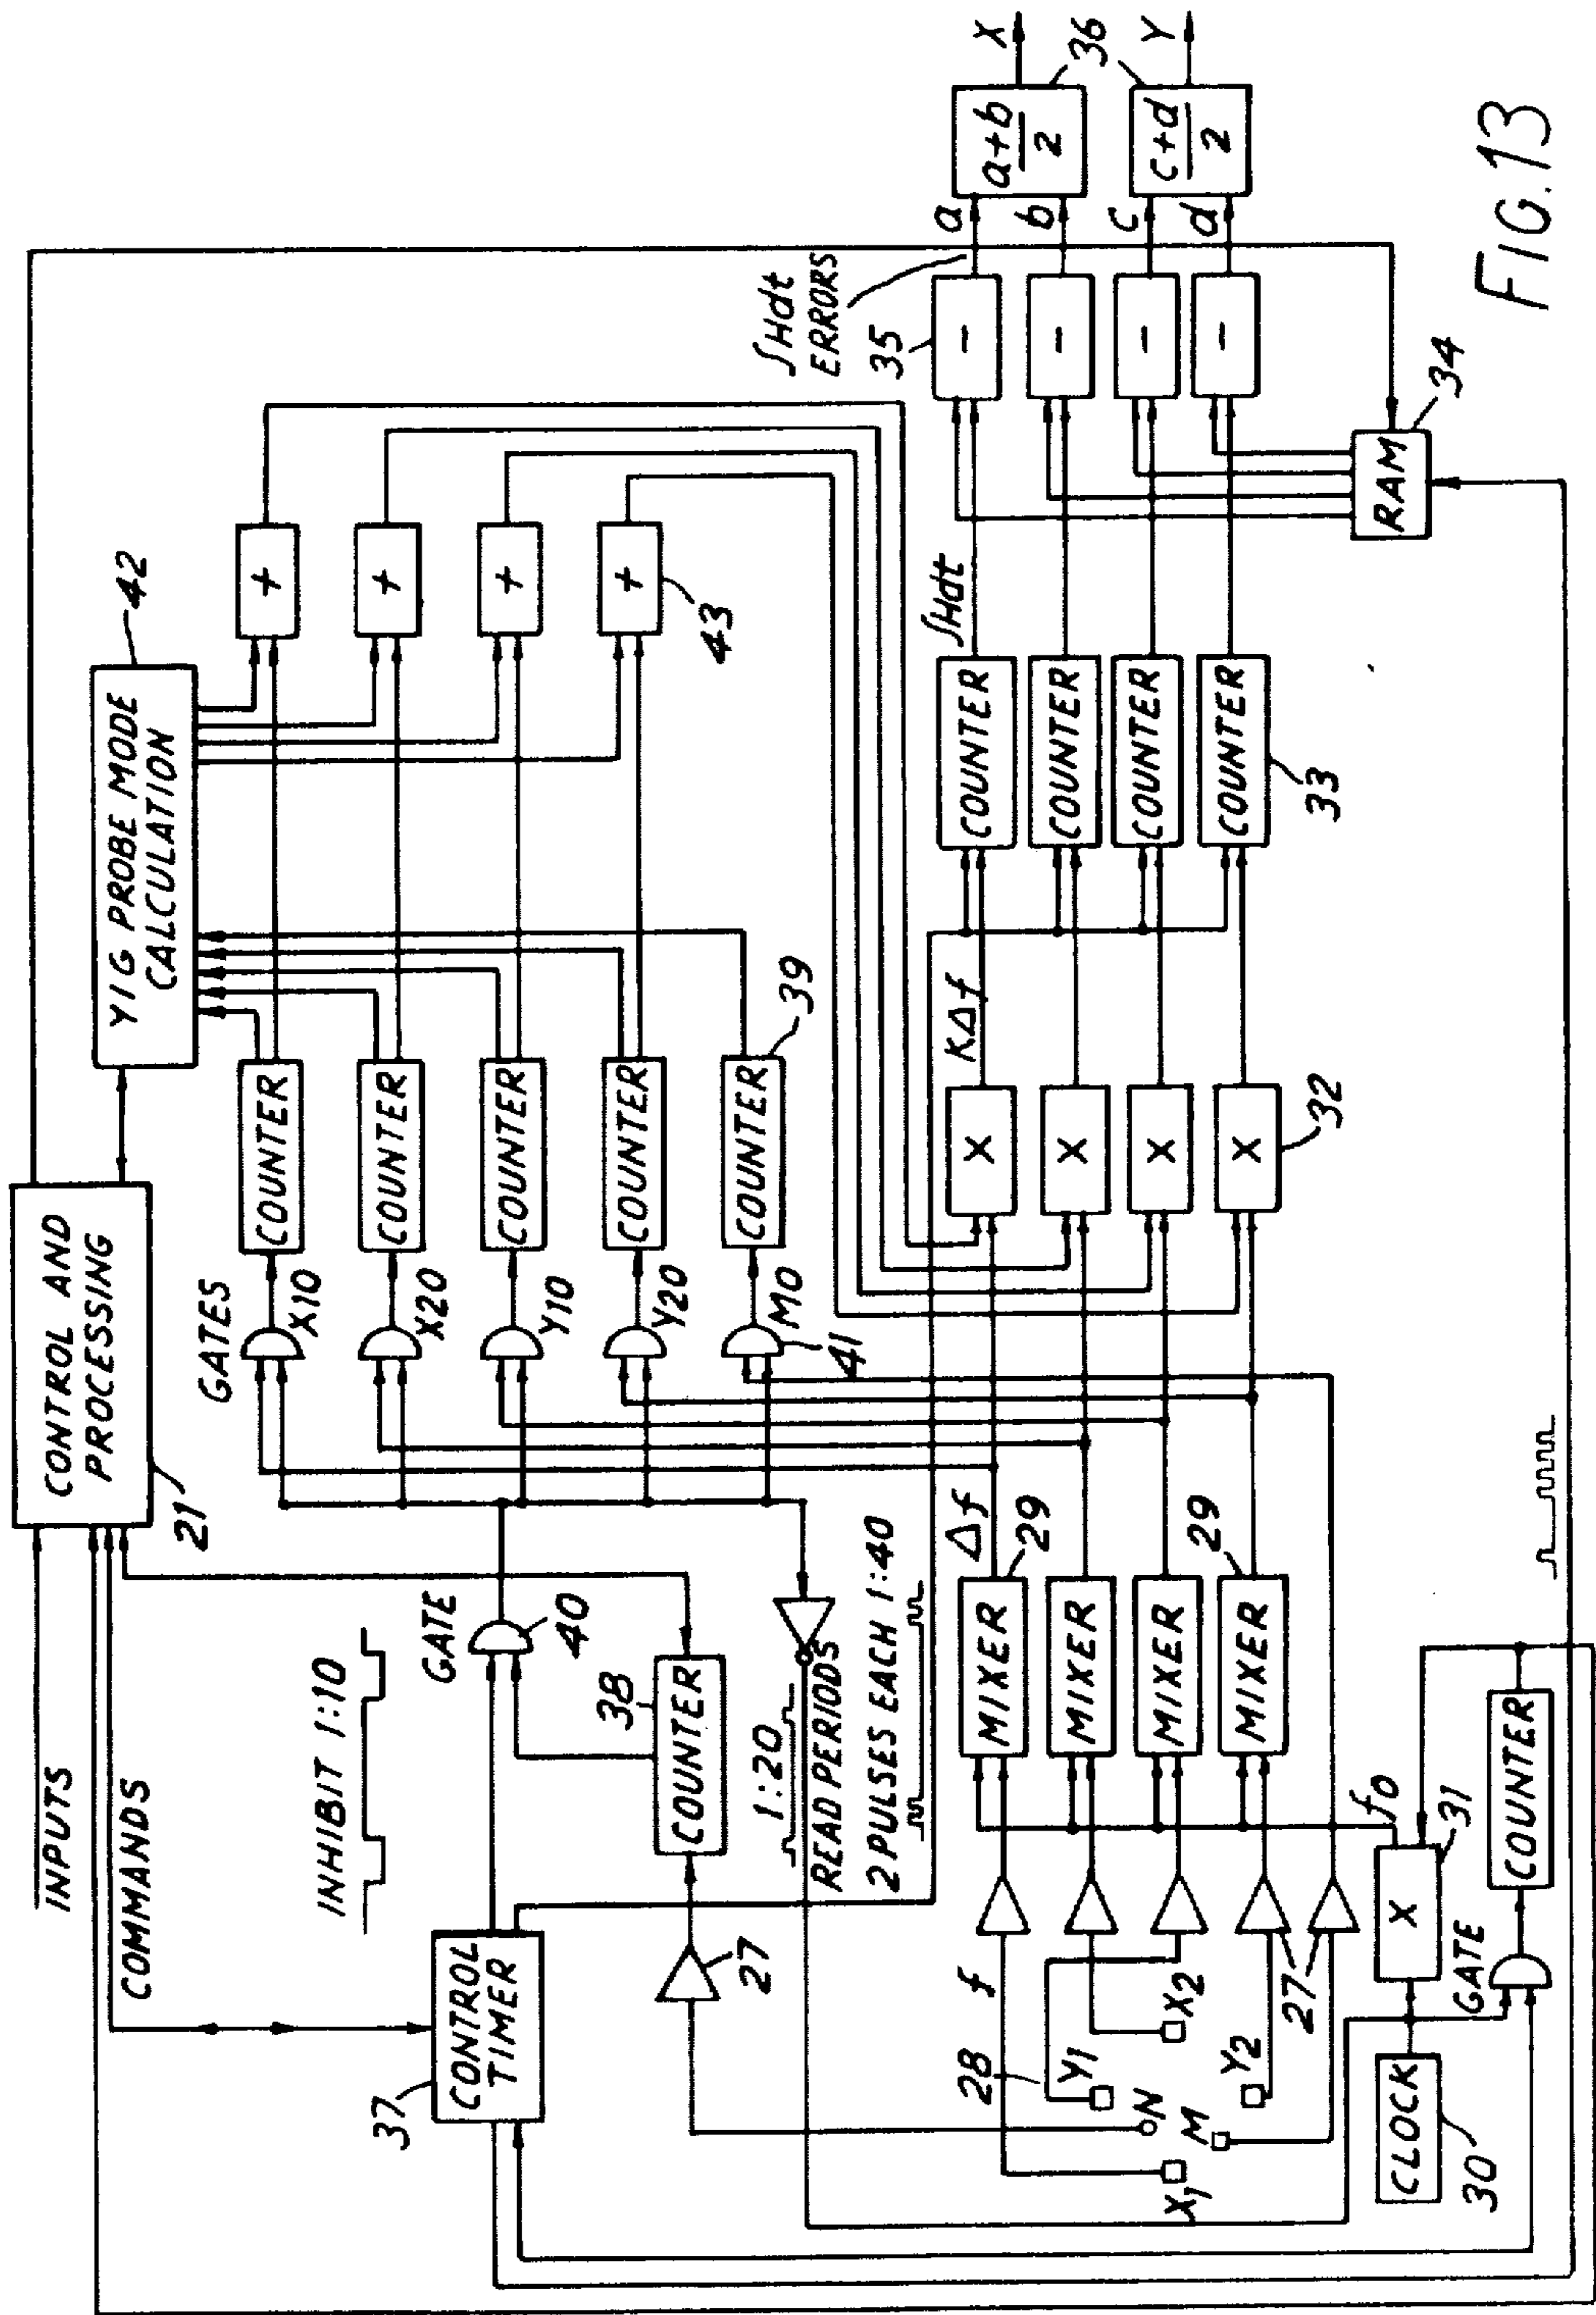 INPUTS
COMMANDS
CONTROL AND
PROCESSING
21
YIG PROBE MODE
CALCULATION
42
INHIBIT 1:10
GATES
37
CONTROL
TIMER
GATE
40
X10
COUNTER
+
X20
COUNTER
+
Y10
COUNTER
+
Y20
COUNTER
+
43
M0
41
COUNTER
39
27
COUNTER
38
1:20
READ PERIODS
2 PULSES EACH 1:40
28
f
Δf
MIXER
29
MIXER
MIXER
MIXER
29
X
KΔf
X
X
X
32
COUNTER
∫Hdt
COUNTER
COUNTER
COUNTER
33
∫Hdt
ERRORS
35
-
-
-
-
a
b
c
d
a+b
2
X
36
c+d
2
Y
X1
Y1
X2
N
M
Y2
27
f0
CLOCK
30
X
31
GATE
COUNTER
RAM
34
FIG.13